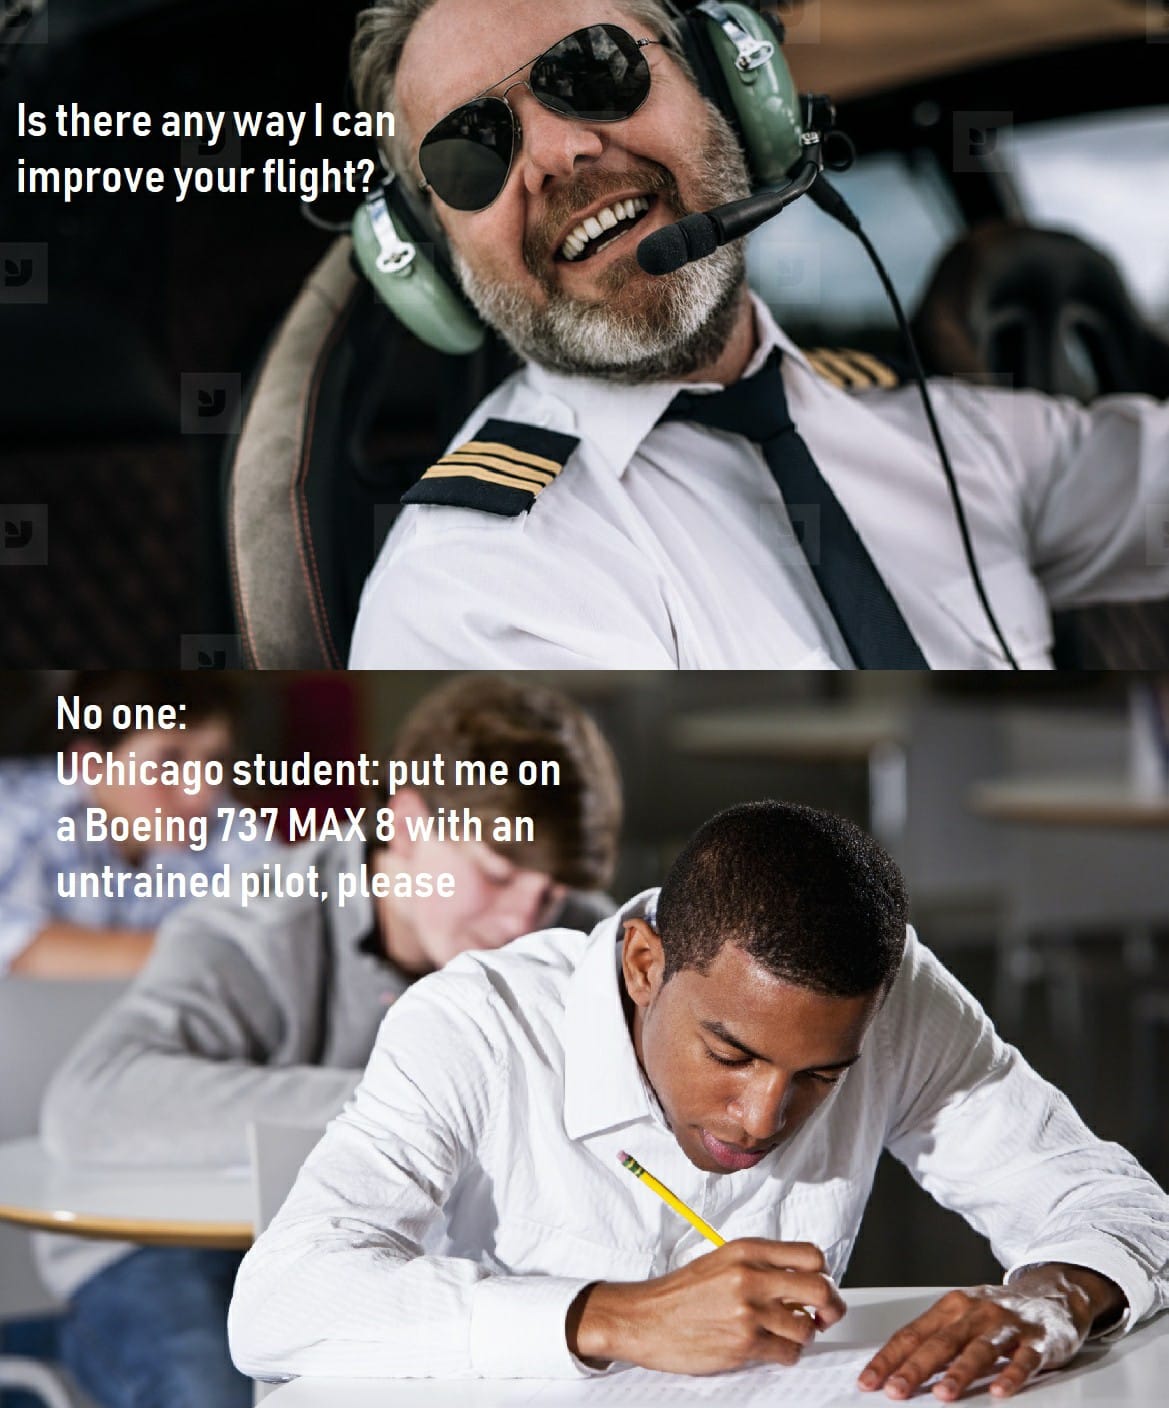 Is there any way I can
improve your flight?
No one:
UChicago student: put me on
a Boeing 737 MAX 8 with an
untrained pilot, please